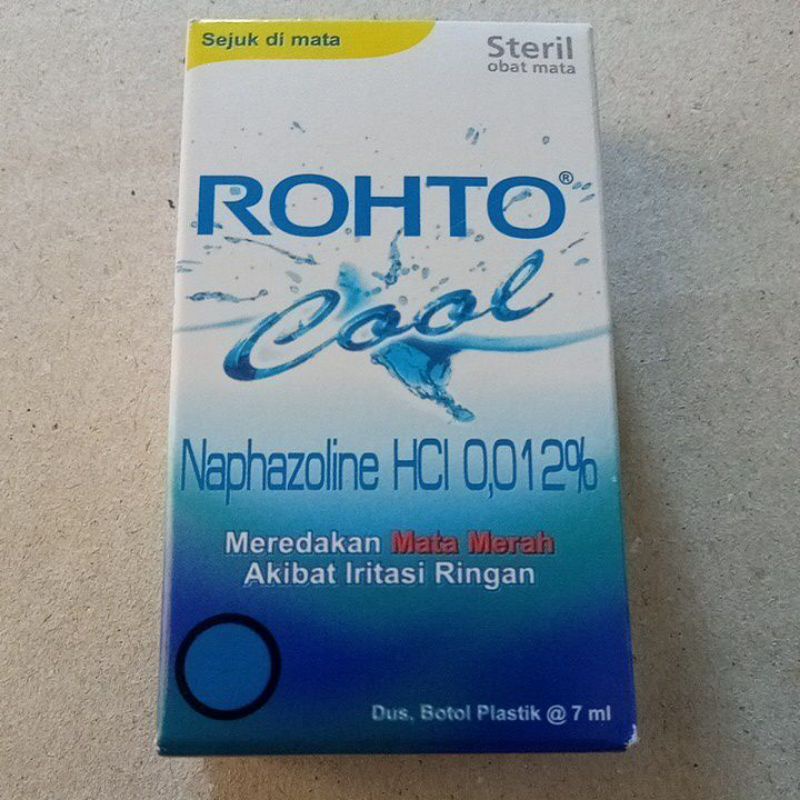 Sejuk di mata
Steril
obat mata
ROHTO®
Cool
Naphazoline HCl 0,012%
Meredakan Mata Merah
Akibat Iritasi Ringan
Dus, Botol Plastik @ 7 ml